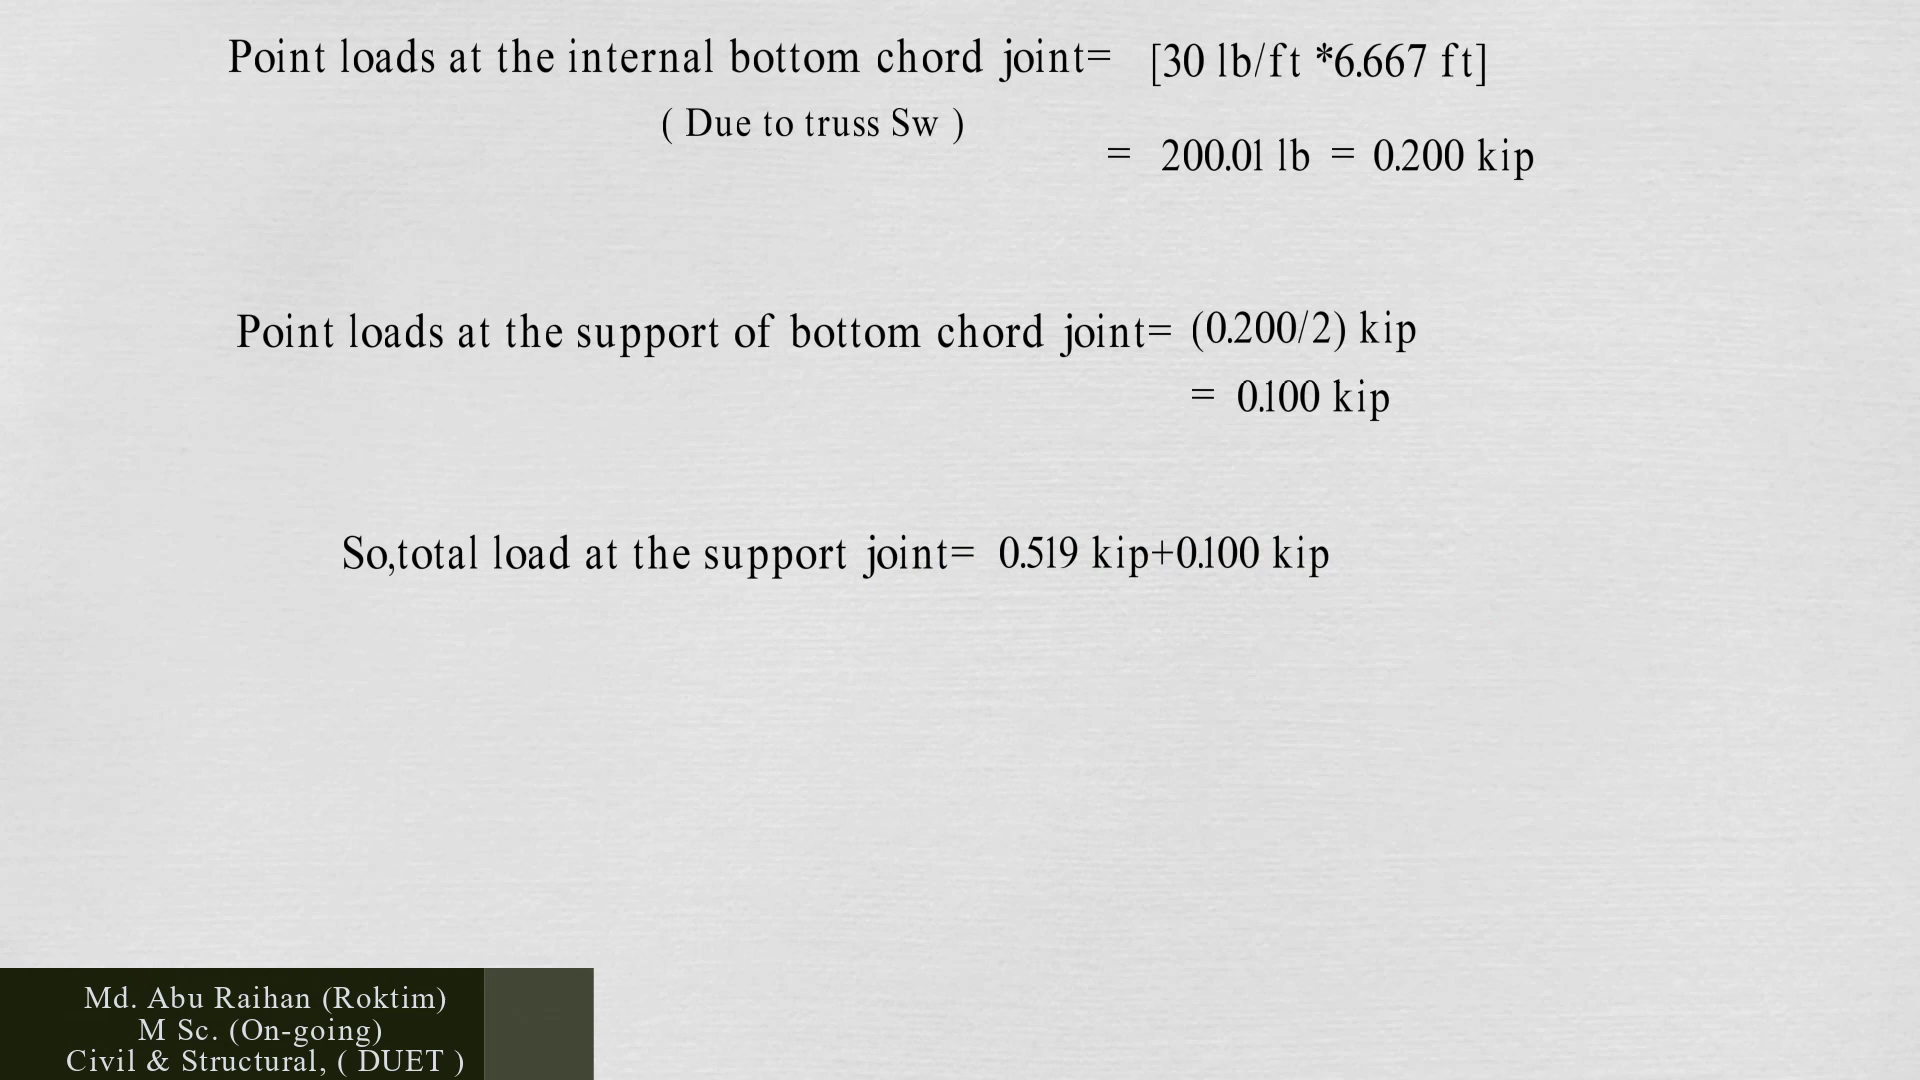 Point loads at the internal bottom chord joint= [30 lb/ft *6.667 ft]
( Due to truss Sw )
= 200.01 lb = 0.200 kip
Point loads at the support of bottom chord joint= (0.200/2) kip
= 0.100 kip
So,total load at the support joint= 0.519 kip+0.100 kip
Md. Abu Raihan (Roktim)
M Sc. (On-going)
Civil & Structural, ( DUET )